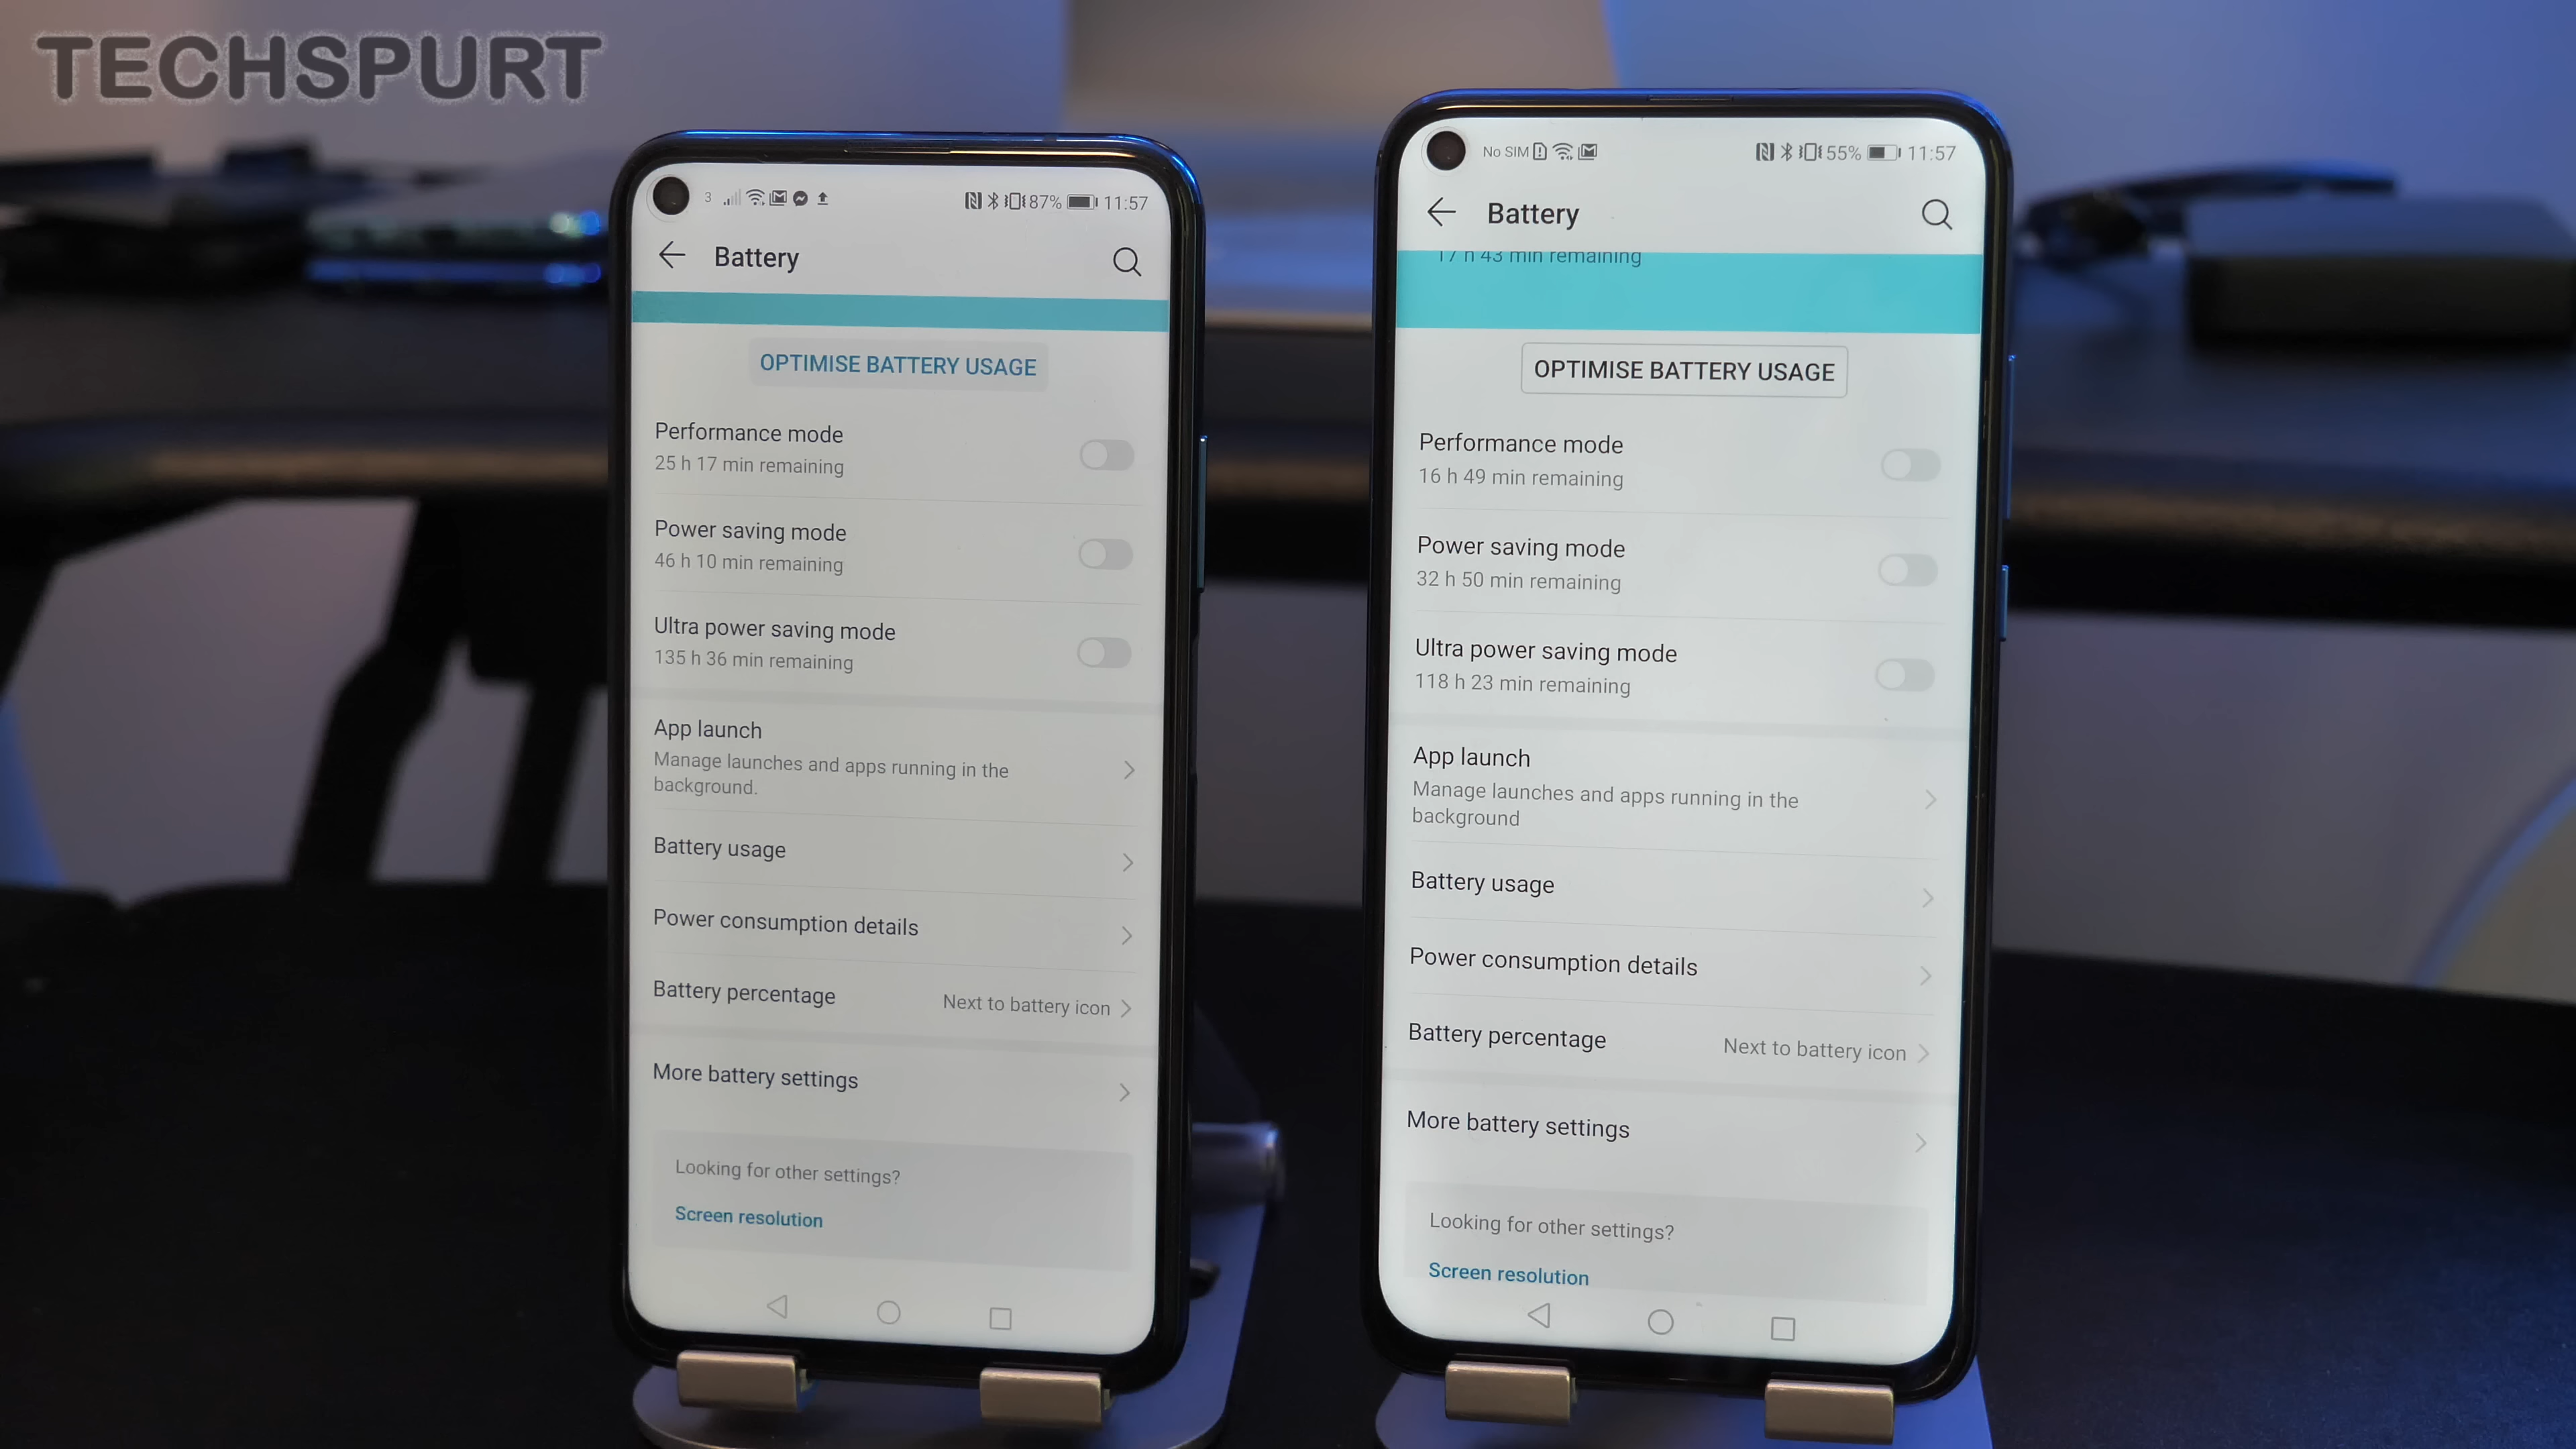 TECHSPURT
3 87% 11:57
Battery
OPTIMISE BATTERY USAGE
Performance mode
25 h 17 min remaining
Power saving mode
46 h 10 min remaining
Ultra power saving mode
135 h 36 min remaining
App launch
Manage launches and apps running in the
background.
Battery usage
Power consumption details
Battery percentage Next to battery icon
More battery settings
Looking for other settings?
Screen resolution
No SIM 55% 11:57
Battery
17 h 43 min remaining
OPTIMISE BATTERY USAGE
Performance mode
16 h 49 min remaining
Power saving mode
32 h 50 min remaining
Ultra power saving mode
118 h 23 min remaining
App launch
Manage launches and apps running in the
background
Battery usage
Power consumption details
Battery percentage Next to battery icon
More battery settings
Looking for other settings?
Screen resolution